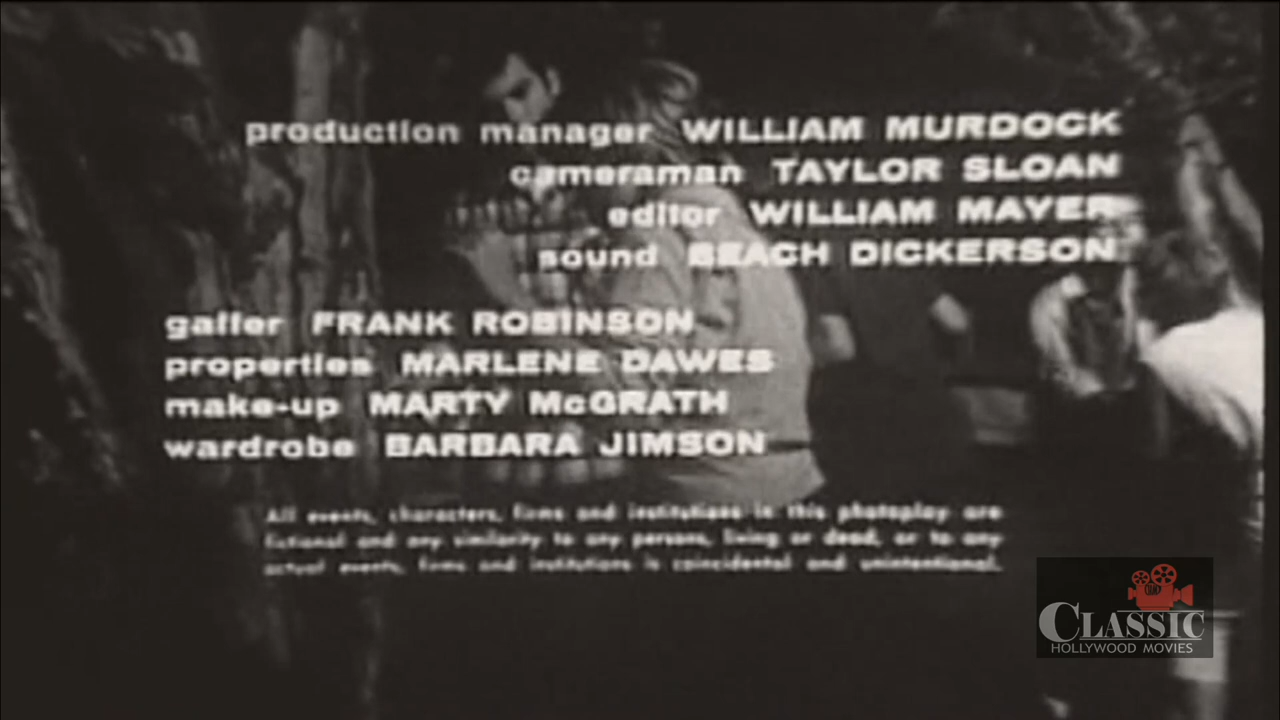 production manager WILLIAM MURDOCK
cameraman TAYLOR SLOAN
editor WILLIAM MAYER
sound BEACH DICKERSON
gaffer FRANK ROBINSON
properties MARLENE DAWES
make-up MARTY McGRATH
wardrobe BARBARA JIMSON
All events, characters, firms and institutions in this photoplay are
fictional and any similarity to any persons, living or dead, or to any
actual events, firms and institutions is coincidental and unintentional.
CLASSIC
HOLLYWOOD MOVIES